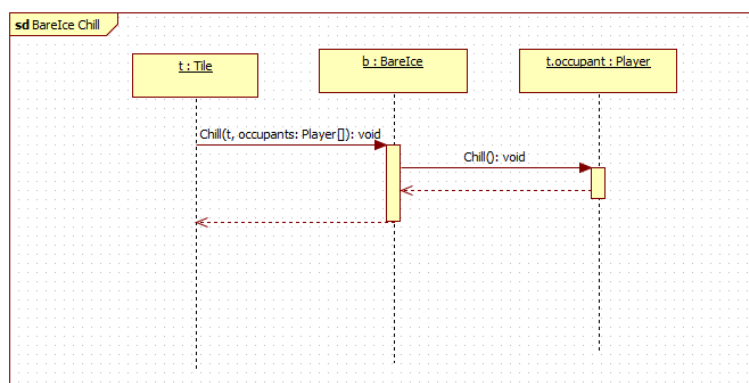 sd BareIce Chill
t : Tile
b : BareIce
t.occupant : Player
Chill(t, occupants: Player[]): void
Chill(): void